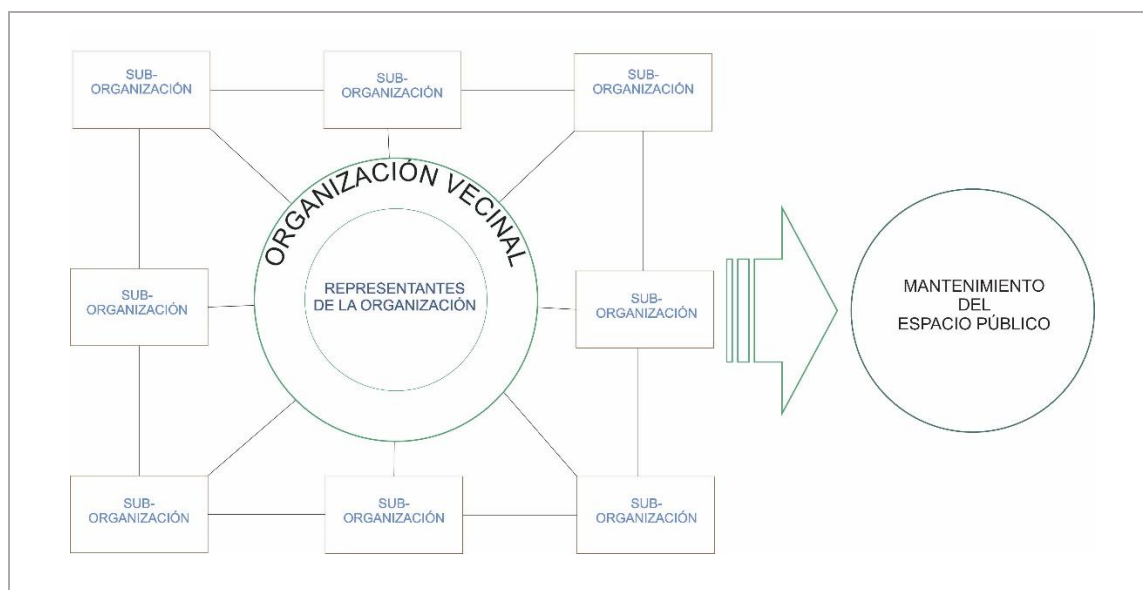 SUB-
ORGANIZACIÓN
SUB-
ORGANIZACIÓN
SUB-
ORGANIZACIÓN
ORGANIZACIÓN VECINAL
SUB-
ORGANIZACIÓN
REPRESENTANTES
DE LA ORGANIZACIÓN
SUB-
ORGANIZACIÓN
MANTENIMIENTO
DEL
ESPACIO PÚBLICO
SUB-
ORGANIZACIÓN
SUB-
ORGANIZACIÓN
SUB-
ORGANIZACIÓN